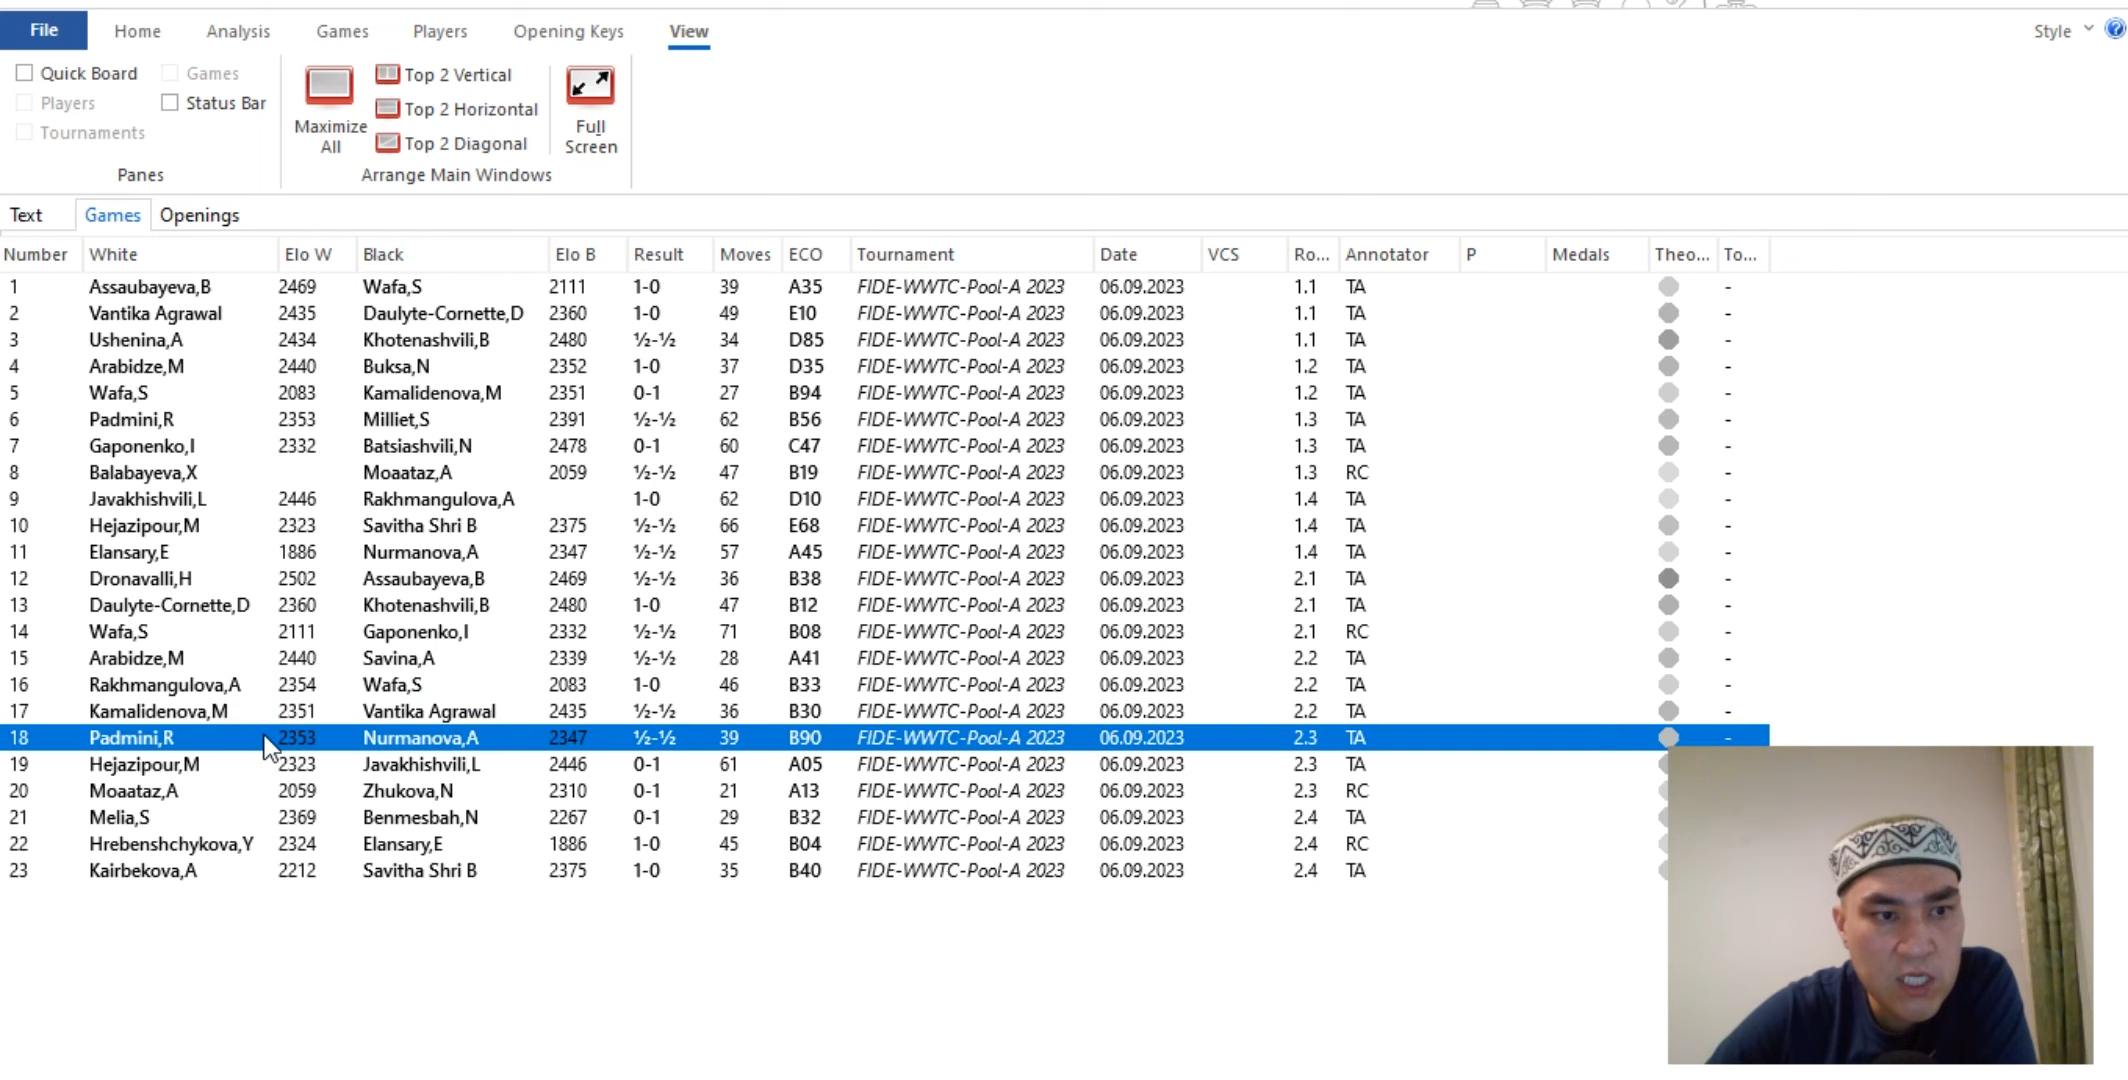 File Home Analysis Games Players Opening Keys View Style
Quick Board Games
Players Status Bar
Tournaments
Panes
Maximize All
Top 2 Vertical
Top 2 Horizontal
Top 2 Diagonal
Full Screen
Arrange Main Windows
Text Games Openings
Number White Elo W Black Elo B Result Moves ECO Tournament Date VCS Ro... Annotator P Medals Theo... To...
1 Assaubayeva,B 2469 Wafa,S 2111 1-0 39 A35 FIDE-WWTC-Pool-A 2023 06.09.2023 1.1 TA -
2 Vantika Agrawal 2435 Daulyte-Cornette,D 2360 1-0 49 E10 FIDE-WWTC-Pool-A 2023 06.09.2023 1.1 TA -
3 Ushenina,A 2434 Khotenashvili,B 2480 ½-½ 34 D85 FIDE-WWTC-Pool-A 2023 06.09.2023 1.1 TA -
4 Arabidze,M 2440 Buksa,N 2352 1-0 37 D35 FIDE-WWTC-Pool-A 2023 06.09.2023 1.2 TA -
5 Wafa,S 2083 Kamalidenova,M 2351 0-1 27 B94 FIDE-WWTC-Pool-A 2023 06.09.2023 1.2 TA -
6 Padmini,R 2353 Milliet,S 2391 ½-½ 62 B56 FIDE-WWTC-Pool-A 2023 06.09.2023 1.3 TA -
7 Gaponenko,I 2332 Batsiashvili,N 2478 0-1 60 C47 FIDE-WWTC-Pool-A 2023 06.09.2023 1.3 TA -
8 Balabayeva,X Moaataz,A 2059 ½-½ 47 B19 FIDE-WWTC-Pool-A 2023 06.09.2023 1.3 RC -
9 Javakhishvili,L 2446 Rakhmangulova,A 1-0 62 D10 FIDE-WWTC-Pool-A 2023 06.09.2023 1.4 TA -
10 Hejazipour,M 2323 Savitha Shri B 2375 ½-½ 66 E68 FIDE-WWTC-Pool-A 2023 06.09.2023 1.4 TA -
11 Elansary,E 1886 Nurmanova,A 2347 ½-½ 57 A45 FIDE-WWTC-Pool-A 2023 06.09.2023 1.4 TA -
12 Dronavalli,H 2502 Assaubayeva,B 2469 ½-½ 36 B38 FIDE-WWTC-Pool-A 2023 06.09.2023 2.1 TA -
13 Daulyte-Cornette,D 2360 Khotenashvili,B 2480 1-0 47 B12 FIDE-WWTC-Pool-A 2023 06.09.2023 2.1 TA -
14 Wafa,S 2111 Gaponenko,I 2332 ½-½ 71 B08 FIDE-WWTC-Pool-A 2023 06.09.2023 2.1 RC -
15 Arabidze,M 2440 Savina,A 2339 ½-½ 28 A41 FIDE-WWTC-Pool-A 2023 06.09.2023 2.2 TA -
16 Rakhmangulova,A 2354 Wafa,S 2083 1-0 46 B33 FIDE-WWTC-Pool-A 2023 06.09.2023 2.2 TA -
17 Kamalidenova,M 2351 Vantika Agrawal 2435 ½-½ 36 B30 FIDE-WWTC-Pool-A 2023 06.09.2023 2.2 TA -
18 Padmini,R 2353 Nurmanova,A 2347 ½-½ 39 B90 FIDE-WWTC-Pool-A 2023 06.09.2023 2.3 TA -
19 Hejazipour,M 2323 Javakhishvili,L 2446 0-1 61 A05 FIDE-WWTC-Pool-A 2023 06.09.2023 2.3 TA
20 Moaataz,A 2059 Zhukova,N 2310 0-1 21 A13 FIDE-WWTC-Pool-A 2023 06.09.2023 2.3 RC
21 Melia,S 2369 Benmesbah,N 2267 0-1 29 B32 FIDE-WWTC-Pool-A 2023 06.09.2023 2.4 TA
22 Hrebenshchykova,Y 2324 Elansary,E 1886 1-0 45 B04 FIDE-WWTC-Pool-A 2023 06.09.2023 2.4 RC
23 Kairbekova,A 2212 Savitha Shri B 2375 1-0 35 B40 FIDE-WWTC-Pool-A 2023 06.09.2023 2.4 TA